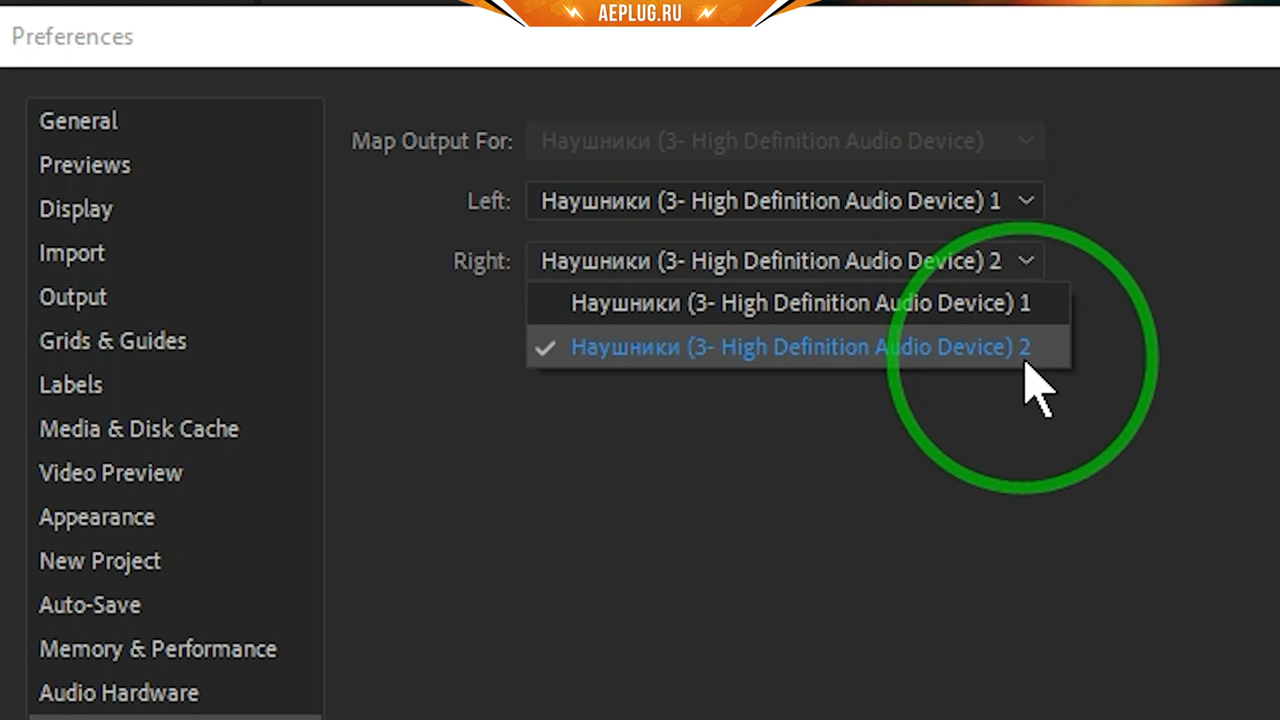 AEPLUG.RU
Preferences
General
Previews
Display
Import
Output
Grids & Guides
Labels
Media & Disk Cache
Video Preview
Appearance
New Project
Auto-Save
Memory & Performance
Audio Hardware
Map Output For: Наушники (3- High Definition Audio Device)
Left: Наушники (3- High Definition Audio Device) 1
Right: Наушники (3- High Definition Audio Device) 2
Наушники (3- High Definition Audio Device) 1
Наушники (3- High Definition Audio Device) 2